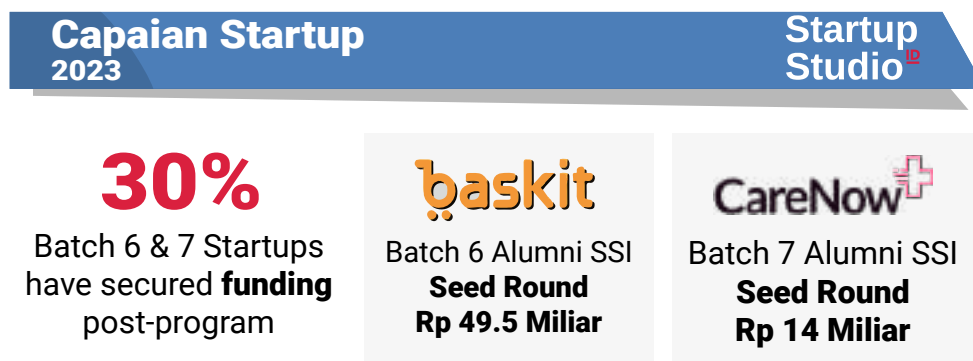 Capaian Startup
2023
Startup
Studio ID
30%
Batch 6 & 7 Startups
have secured funding
post-program
baskit
Batch 6 Alumni SSI
Seed Round
Rp 49.5 Miliar
CareNow
Batch 7 Alumni SSI
Seed Round
Rp 14 Miliar